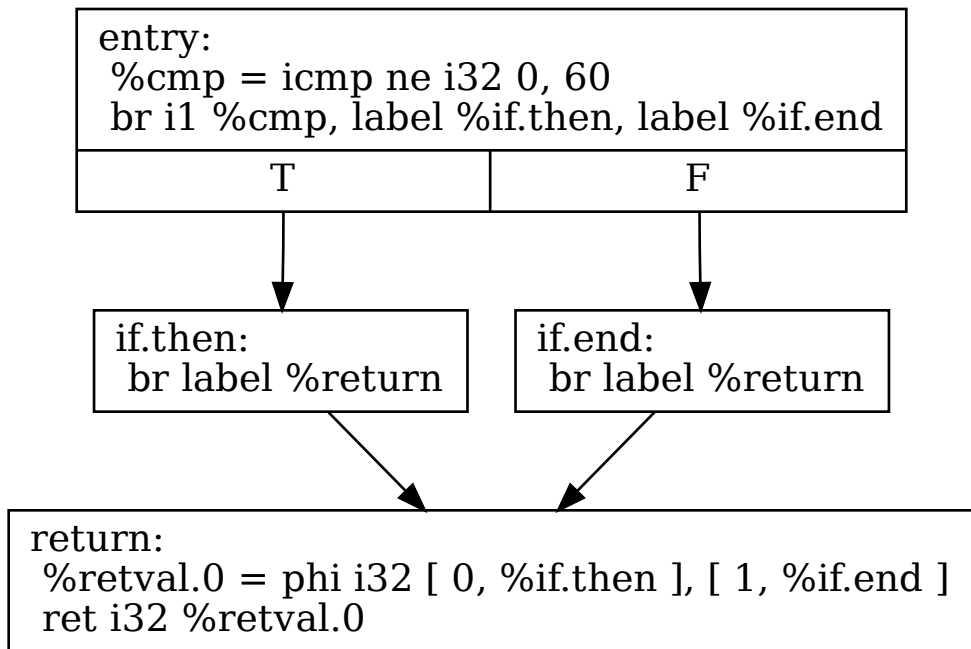 entry:
%cmp = icmp ne i32 0, 60
br i1 %cmp, label %if.then, label %if.end
T
F
if.then:
br label %return
if.end:
br label %return
return:
%retval.0 = phi i32 [ 0, %if.then ], [ 1, %if.end ]
ret i32 %retval.0